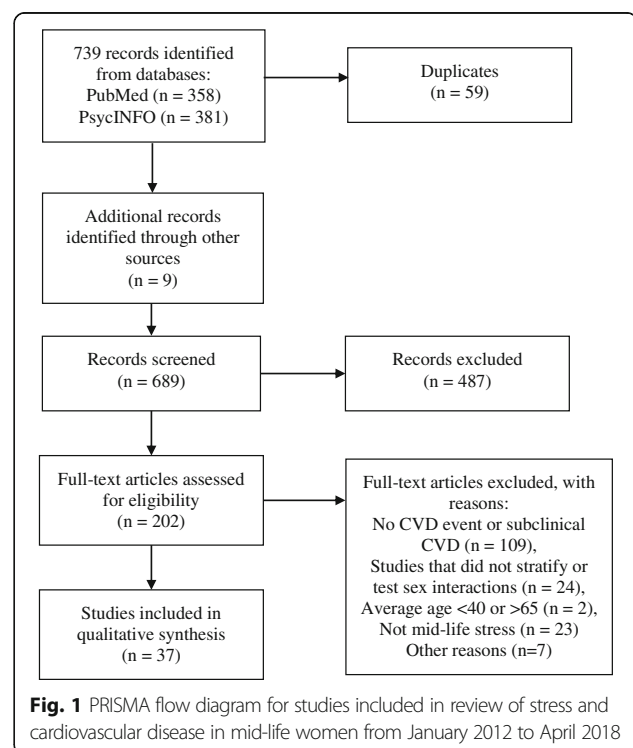 739 records identified
from databases:
PubMed (n = 358)
PsycINFO (n = 381)
Duplicates
(n = 59)
Additional records
identified through other
sources
(n = 9)
Records screened
(n = 689)
Records excluded
(n = 487)
Full-text articles assessed
for eligibility
(n = 202)
Full-text articles excluded, with
reasons:
No CVD event or subclinical
CVD (n = 109),
Studies that did not stratify or
test sex interactions (n = 24),
Average age <40 or >65 (n = 2),
Not mid-life stress (n = 23)
Other reasons (n=7)
Studies included in
qualitative synthesis
(n = 37)
Fig. 1 PRISMA flow diagram for studies included in review of stress and
cardiovascular disease in mid-life women from January 2012 to April 2018